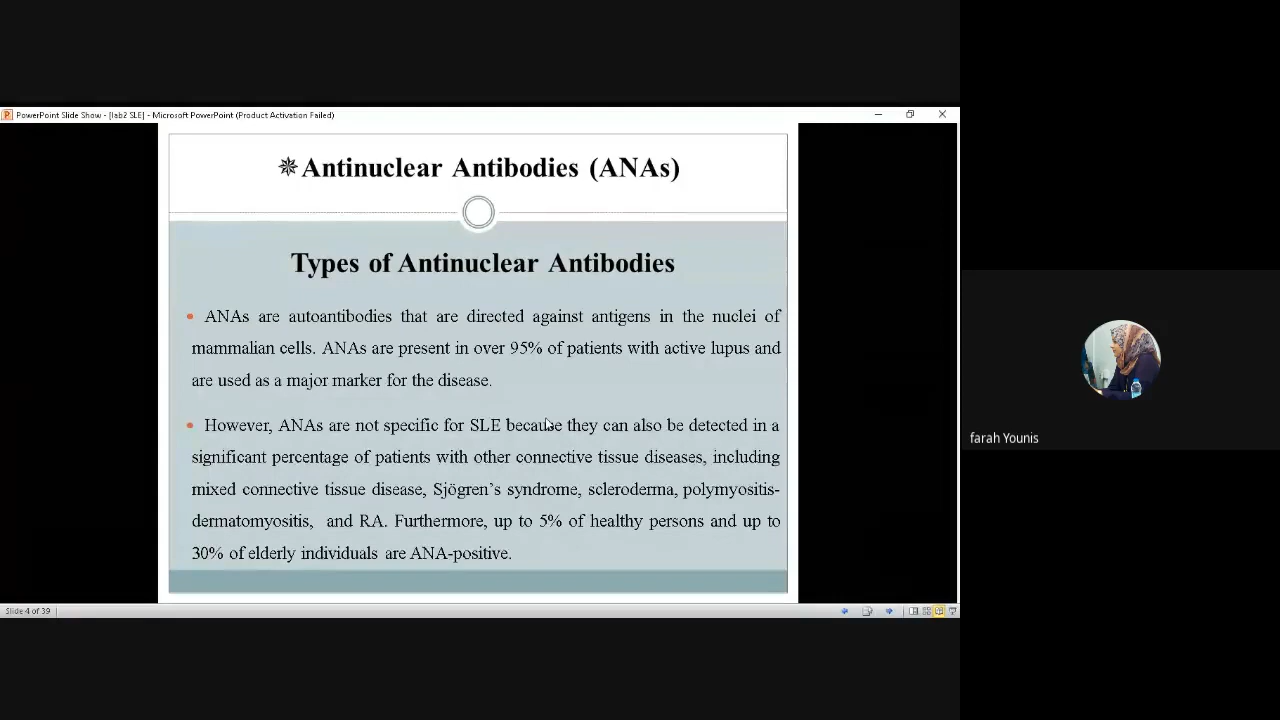 PowerPoint Slide Show - [lab2 SLE] - Microsoft PowerPoint (Product Activation Failed)
✵Antinuclear Antibodies (ANAs)
Types of Antinuclear Antibodies
• ANAs are autoantibodies that are directed against antigens in the nuclei of
mammalian cells. ANAs are present in over 95% of patients with active lupus and
are used as a major marker for the disease.
• However, ANAs are not specific for SLE because they can also be detected in a
significant percentage of patients with other connective tissue diseases, including
mixed connective tissue disease, Sjögren’s syndrome, scleroderma, polymyositis-
dermatomyositis, and RA. Furthermore, up to 5% of healthy persons and up to
30% of elderly individuals are ANA-positive.
Slide 4 of 39
farah Younis